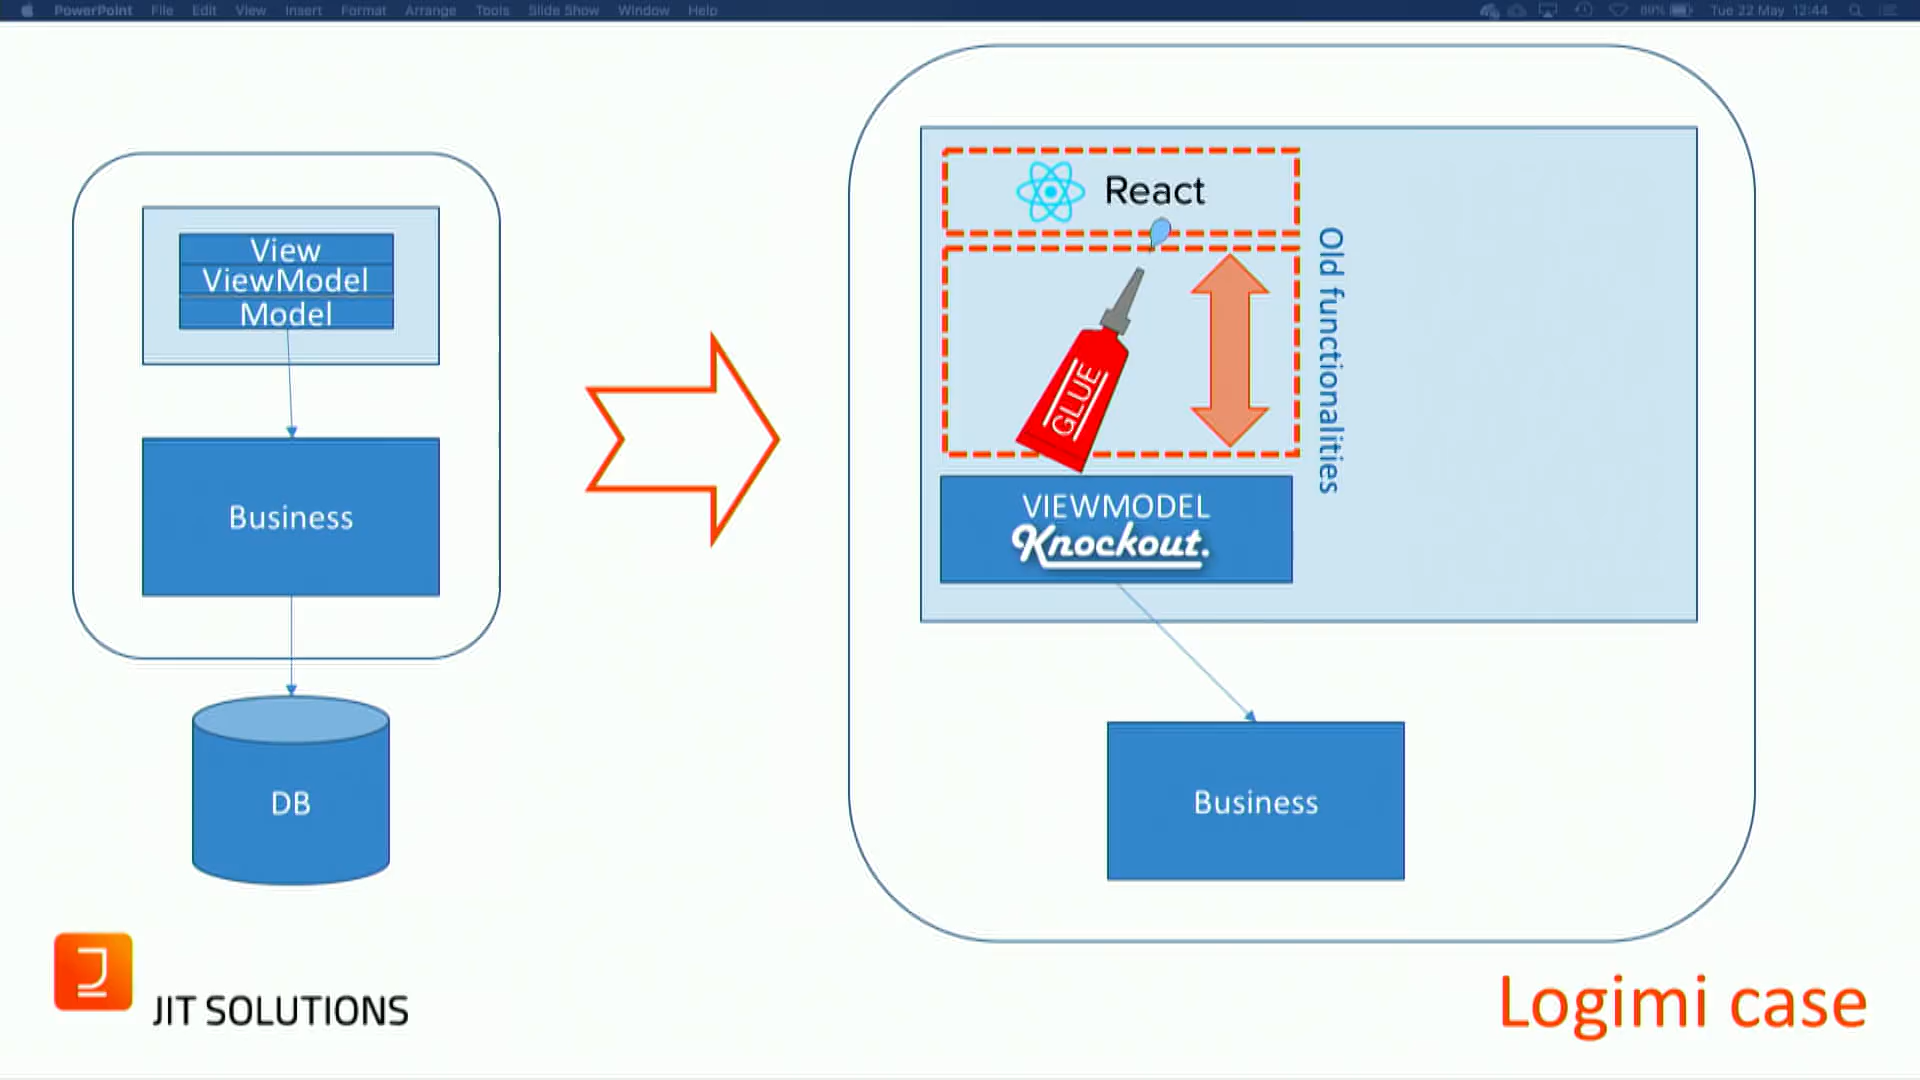 PowerPoint File Edit View Insert Format Arrange Tools Slide Show Window Help 89% Tue 22 May 12:44
View
ViewModel
Model
Business
DB
React
GLUE
Old functionalities
VIEWMODEL
Knockout.
Business
JIT SOLUTIONS
Logimi case